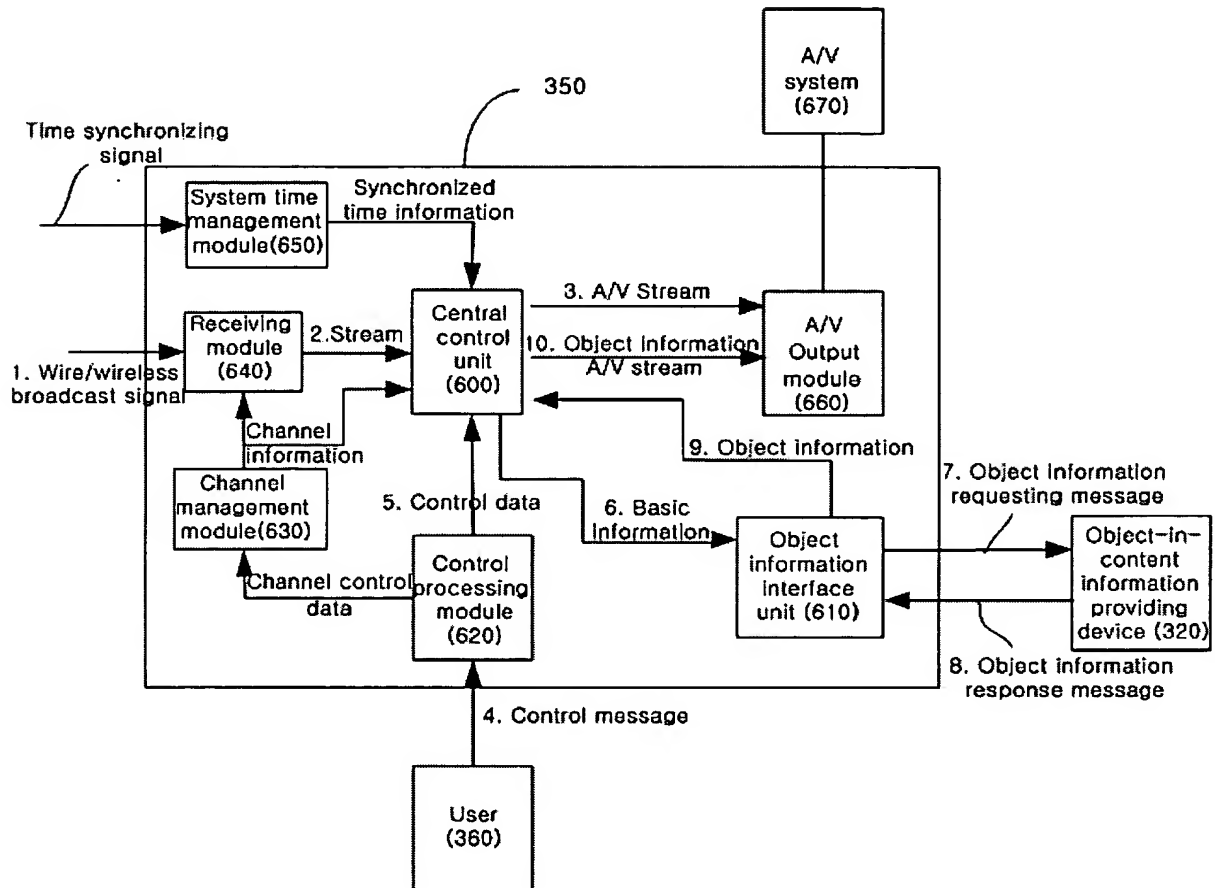 A/V
system
(670)
350
Time synchronizing
signal
System time
management
module(650)
Synchronized
time information
3. A/V Stream
Central
control
unit
(600)
A/V
Output
module
(660)
Receiving
module
(640)
2.Stream
10. Object Information
A/V stream
1. Wire/wireless
broadcast signal
Channel
information
9. Object information
7. Object information
requesting message
Channel
management
module(630)
5. Control data
6. Basic
information
Object
information
interface
unit (610)
Object-in-
content
information
providing
device (320)
Control
processing
module
(620)
Channel control
data
8. Object information
response message
4. Control message
User
(360)